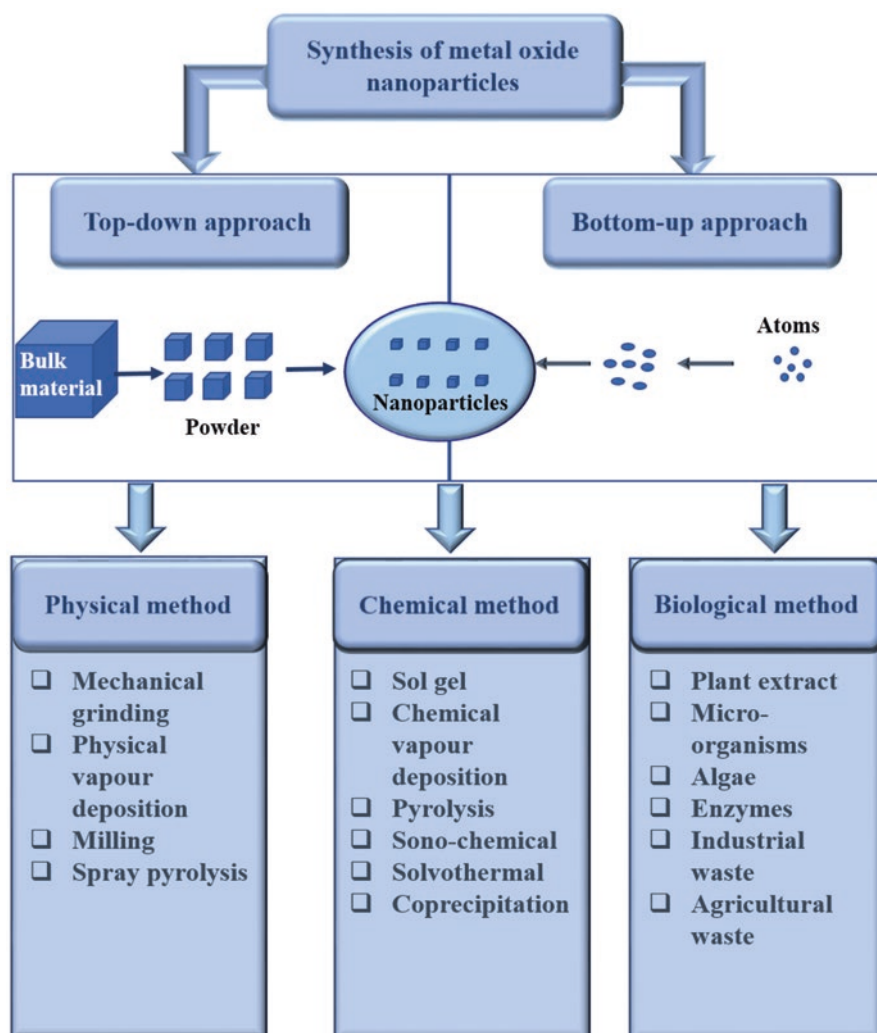 Synthesis of metal oxide
nanoparticles
Top-down approach
Bottom-up approach
Bulk
material
Powder
Nanoparticles
Atoms
Physical method
❑ Mechanical
grinding
❑ Physical
vapour
deposition
❑ Milling
❑ Spray pyrolysis
Chemical method
❑ Sol gel
❑ Chemical
vapour
deposition
❑ Pyrolysis
❑ Sono-chemical
❑ Solvothermal
❑ Coprecipitation
Biological method
❑ Plant extract
❑ Micro-
organisms
❑ Algae
❑ Enzymes
❑ Industrial
waste
❑ Agricultural
waste